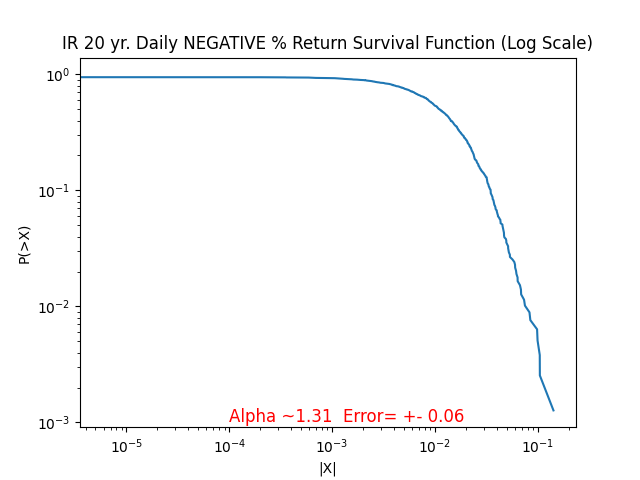 IR 20 yr. Daily NEGATIVE % Return Survival Function (Log Scale)
10⁰
10⁻¹
10⁻²
10⁻³
P(>X)
Alpha ~1.31  Error= +- 0.06
10⁻⁵ 10⁻⁴ 10⁻³ 10⁻² 10⁻¹
|X|